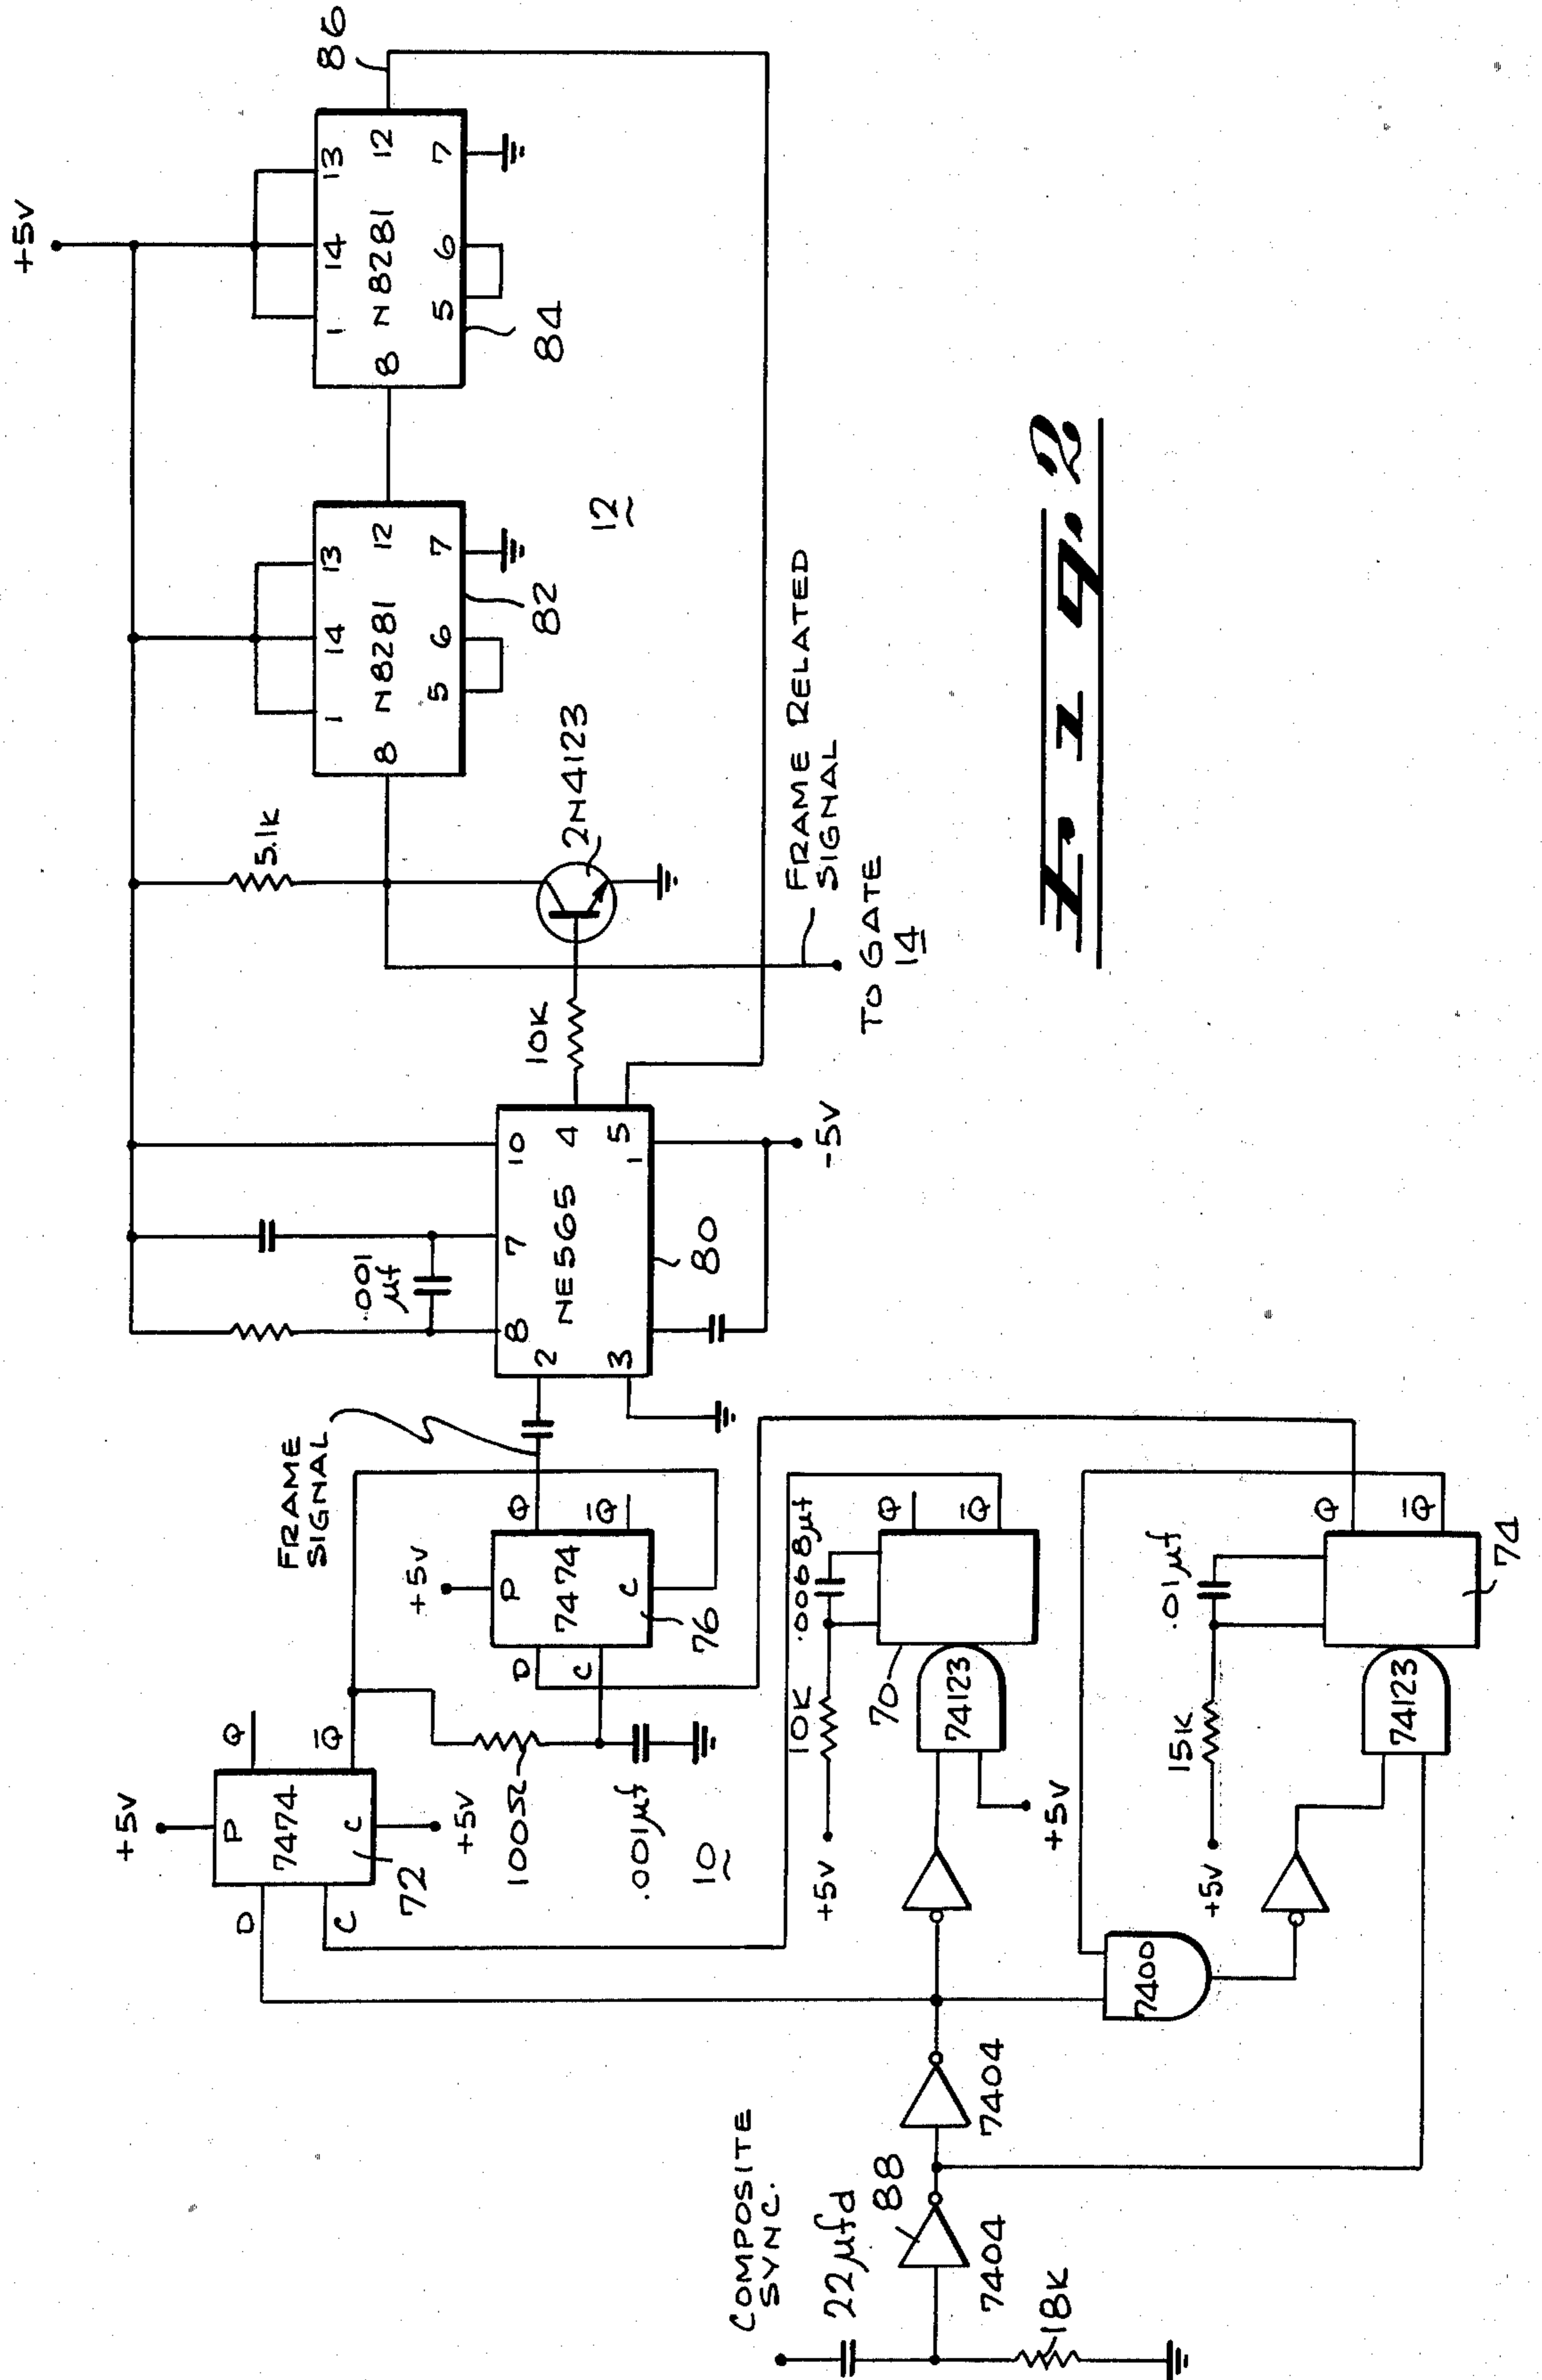 +5V
86
1
14
13
8
N8281
12
5
6
7
84
1
14
13
8
N8281
12
5
6
7
82
12
5.1K
2N4123
FRAME RELATED
SIGNAL
TO GATE
14
10K
.001
μf
8
7
10
2
NE565
4
3
1
5
80
-5V
FRAME
SIGNAL
+5V
P
Q
D
7474
C
C
Q̅
76
+5V
P
Q
D
7474
C
C
Q̅
72
+5V
100Ω
.001μf
10
.0068μf
10K
+5V
70
74123
Q
Q̅
+5V
.01μf
15K
+5V
74123
Q
Q̅
74
7400
COMPOSITE
SYNC.
22μfd
88
7404
7404
18K
Fig. 2